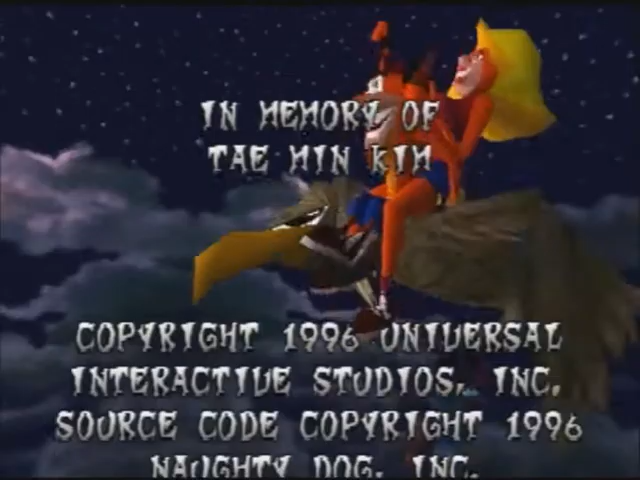 IN MEMORY OF
TAE MIN KIM
COPYRIGHT 1996 UNIVERSAL
INTERACTIVE STUDIOS, INC.
SOURCE CODE COPYRIGHT 1996
NAUGHTY DOG, INC.